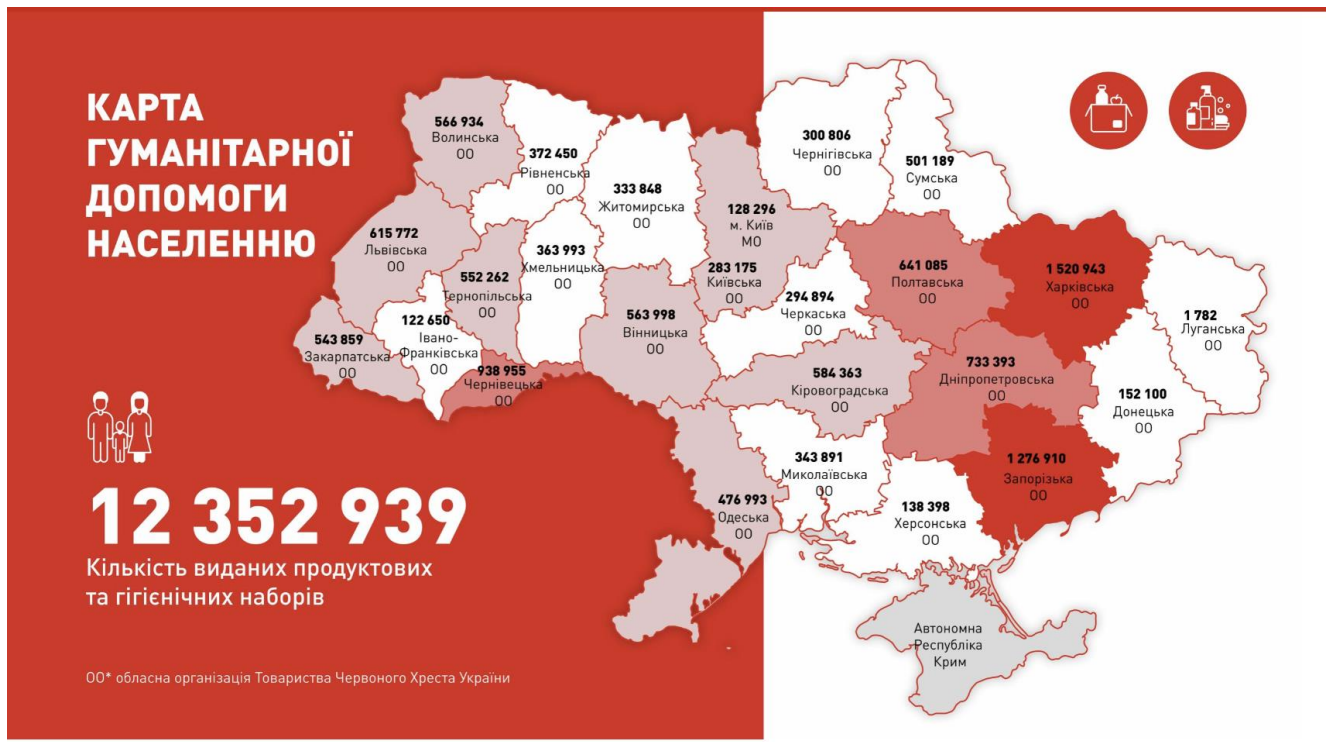 КАРТА
ГУМАНІТАРНОЇ
ДОПОМОГИ
НАСЕЛЕННЮ
566 934
Волинська
ОО
372 450
Рівненська
ОО
333 848
Житомирська
ОО
128 296
м. Київ
МО
283 175
Київська
ОО
300 806
Чернігівська
ОО
501 189
Сумська
ОО
615 772
Львівська
ОО
552 262
Тернопільська
ОО
363 993
Хмельницька
ОО
641 085
Полтавська
ОО
1 520 943
Харківська
ОО
1 782
Луганська
ОО
543 859
Закарпатська
ОО
122 650
Івано-
Франківська
ОО
938 955
Чернівецька
ОО
563 998
Вінницька
ОО
294 894
Черкаська
ОО
584 363
Кіровоградська
ОО
733 393
Дніпропетровська
ОО
152 100
Донецька
ОО
476 993
Одеська
ОО
343 891
Миколаївська
ОО
138 398
Херсонська
ОО
1 276 910
Запорізька
ОО
Автономна
Республіка
Крим
12 352 939
Кількість виданих продуктових
та гігієнічних наборів
ОО* обласна організація Товариства Червоного Хреста України